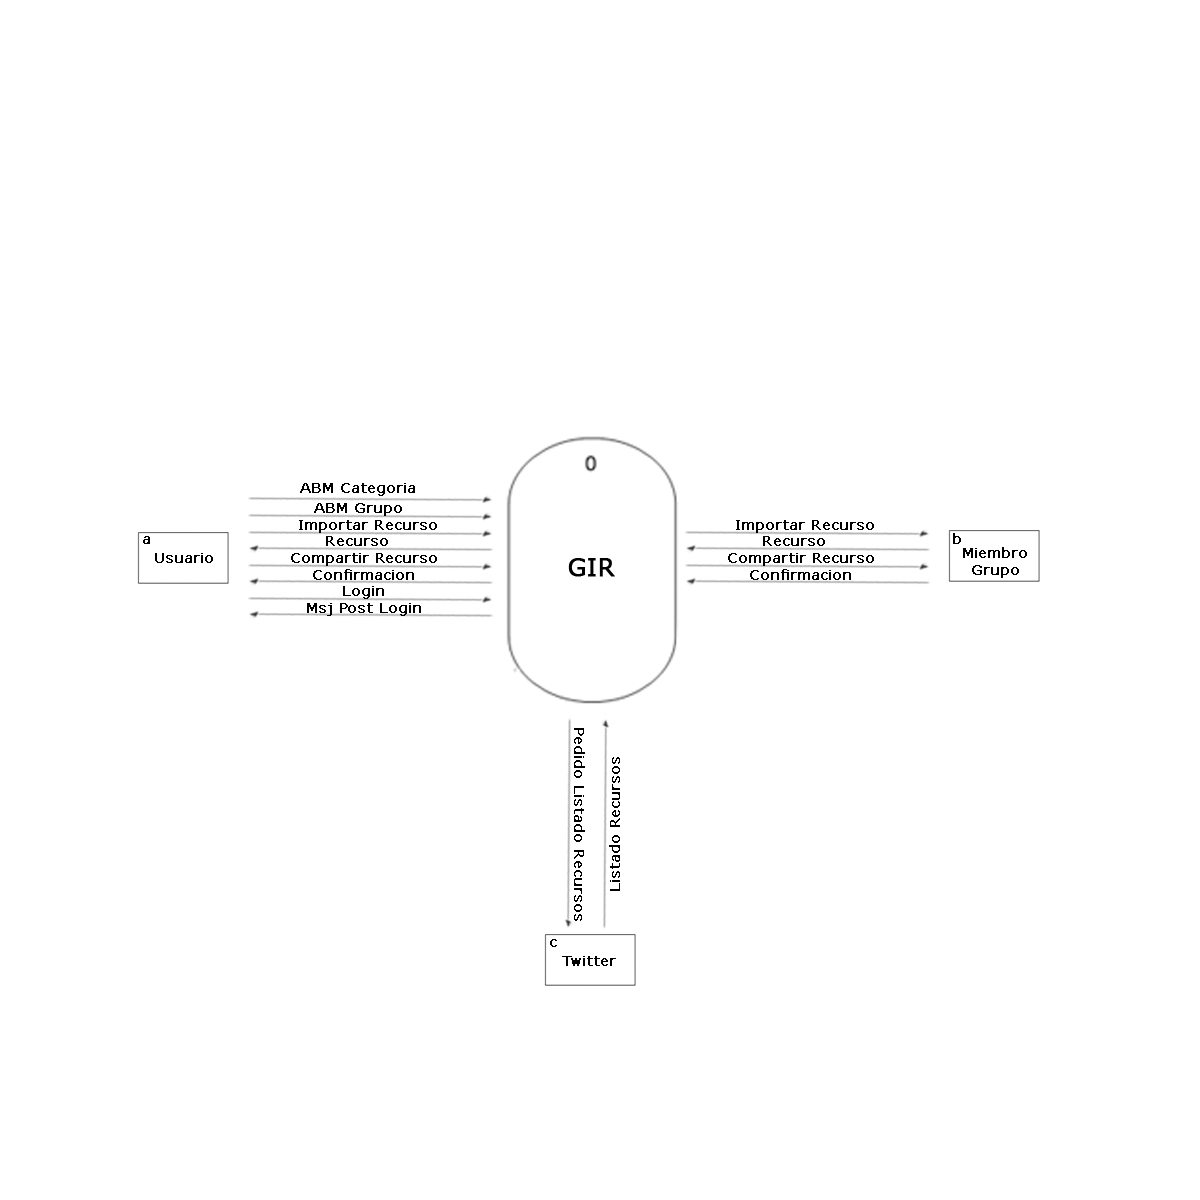 0
GIR
ABM Categoria
ABM Grupo
Importar Recurso
Recurso
Compartir Recurso
Confirmacion
Login
Msj Post Login
a
Usuario
Importar Recurso
Recurso
Compartir Recurso
Confirmacion
b
Miembro
Grupo
Pedido Listado Recursos
Listado Recursos
c
Twitter